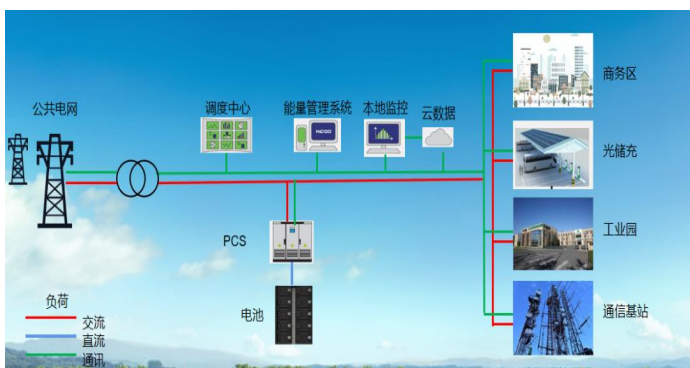 商务区
调度中心
能量管理系统
本地监控
云数据
公共电网
光储充
PCS
工业园
电池
通信基站
负荷
交流
直流
通讯